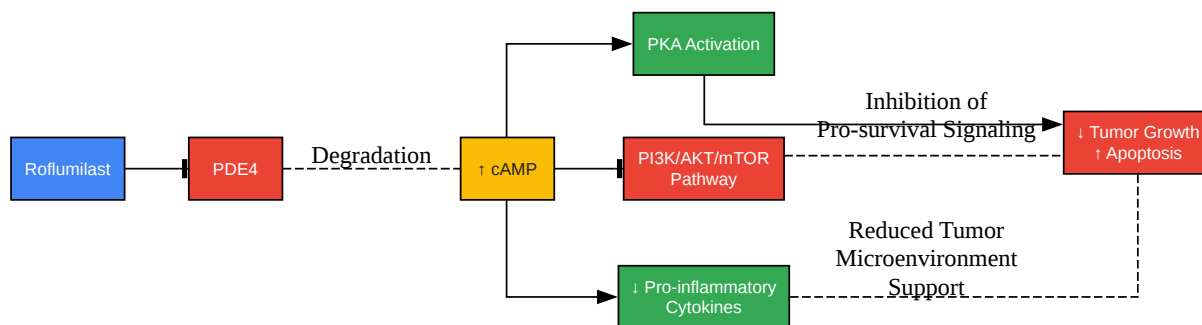 PKA Activation
Inhibition of
Pro-survival Signaling
Roflumilast
PDE4
Degradation
↑ cAMP
PI3K/AKT/mTOR
Pathway
↓ Tumor Growth
↑ Apoptosis
Reduced Tumor
Microenvironment
Support
↓ Pro-inflammatory
Cytokines